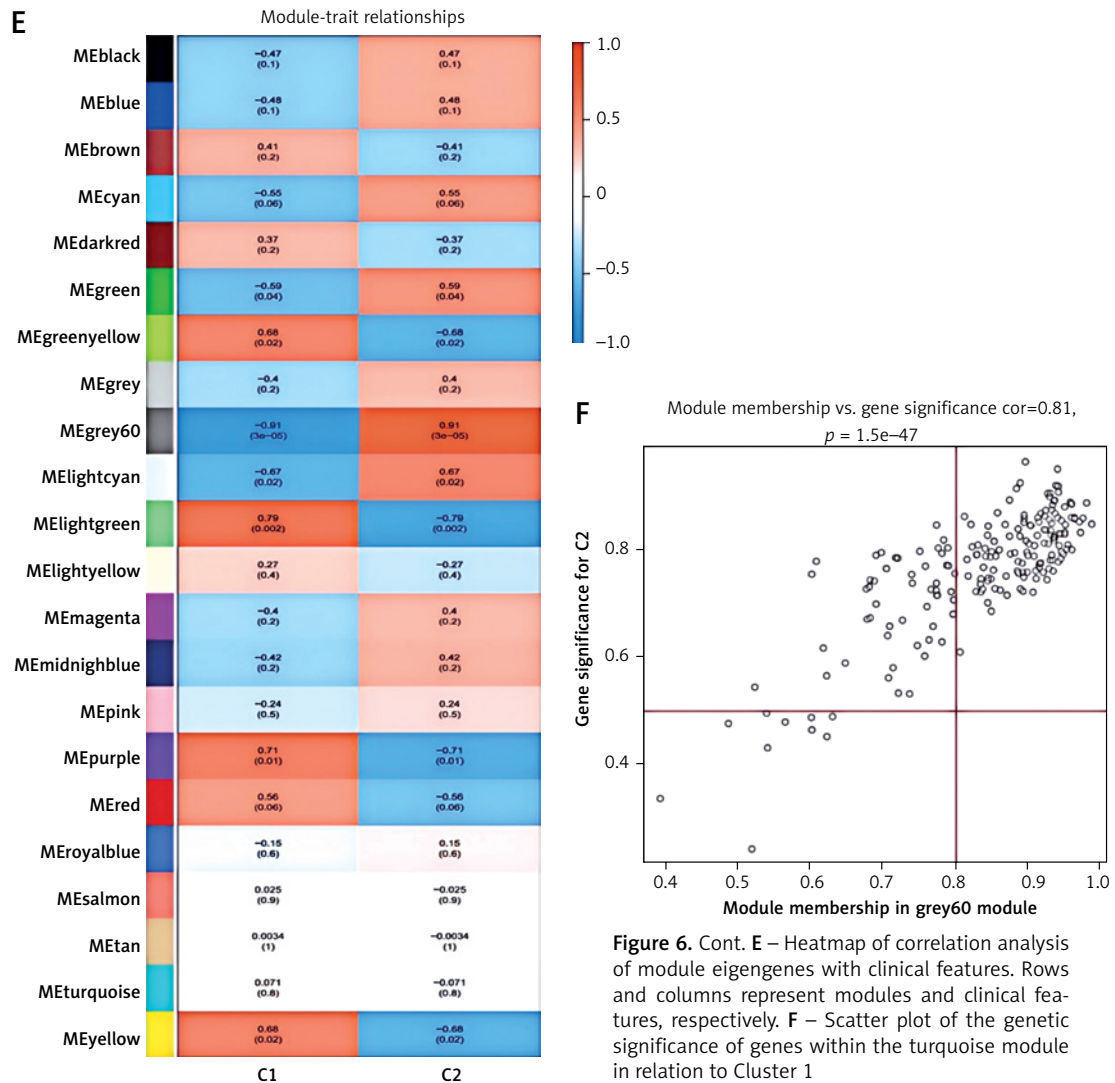 E
Module-trait relationships
MEblack
−0.47
(0.1)
0.47
(0.1)
MEblue
−0.48
(0.1)
0.48
(0.1)
MEbrown
0.41
(0.2)
−0.41
(0.2)
MEcyan
−0.55
(0.06)
0.55
(0.06)
MEdarkred
0.37
(0.2)
−0.37
(0.2)
MEgreen
−0.59
(0.04)
0.59
(0.04)
MEgreenyellow
0.68
(0.02)
−0.68
(0.02)
MEgrey
−0.4
(0.2)
0.4
(0.2)
MEgrey60
−0.91
(3e−05)
0.91
(3e−05)
MElightcyan
−0.67
(0.02)
0.67
(0.02)
MElightgreen
0.79
(0.002)
−0.79
(0.002)
MElightyellow
0.27
(0.4)
−0.27
(0.4)
MEmagenta
−0.4
(0.2)
0.4
(0.2)
MEmidnighblue
−0.42
(0.2)
0.42
(0.2)
MEpink
−0.24
(0.5)
0.24
(0.5)
MEpurple
0.71
(0.01)
−0.71
(0.01)
MEred
0.56
(0.06)
−0.56
(0.06)
MEroyalblue
−0.15
(0.6)
0.15
(0.6)
MEsalmon
0.025
(0.9)
−0.025
(0.9)
MEtan
0.0034
(1)
−0.0034
(1)
MEturquoise
0.071
(0.8)
−0.071
(0.8)
MEyellow
0.68
(0.02)
−0.68
(0.02)
C1 C2
1.0
0.5
0
−0.5
−1.0
F
Module membership vs. gene significance cor=0.81,
p = 1.5e−47
Gene significance for C2
0.8
0.6
0.4
0.4 0.5 0.6 0.7 0.8 0.9 1.0
Module membership in grey60 module
Figure 6. Cont. E – Heatmap of correlation analysis
of module eigengenes with clinical features. Rows
and columns represent modules and clinical fea-
tures, respectively. F – Scatter plot of the genetic
significance of genes within the turquoise module
in relation to Cluster 1